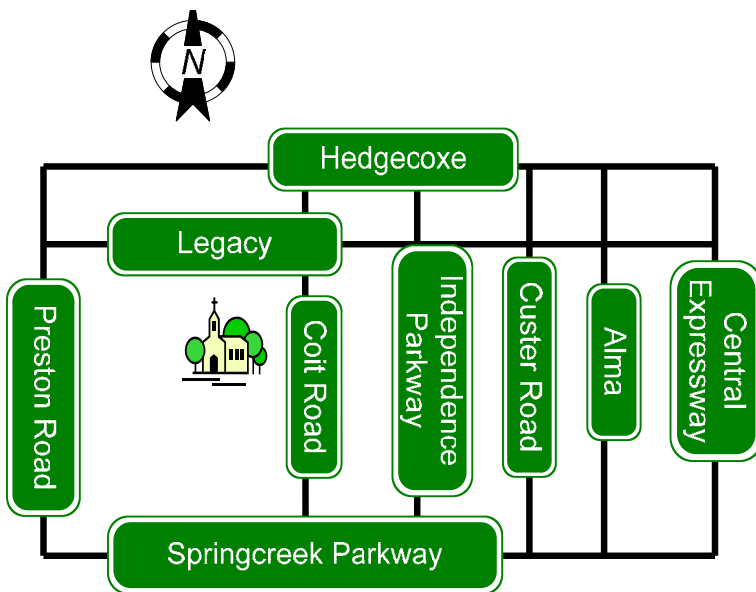 N
Hedgecoxe
Legacy
Preston Road
Coit Road
Independence
Parkway
Custer Road
Alma
Central
Expressway
Springcreek Parkway